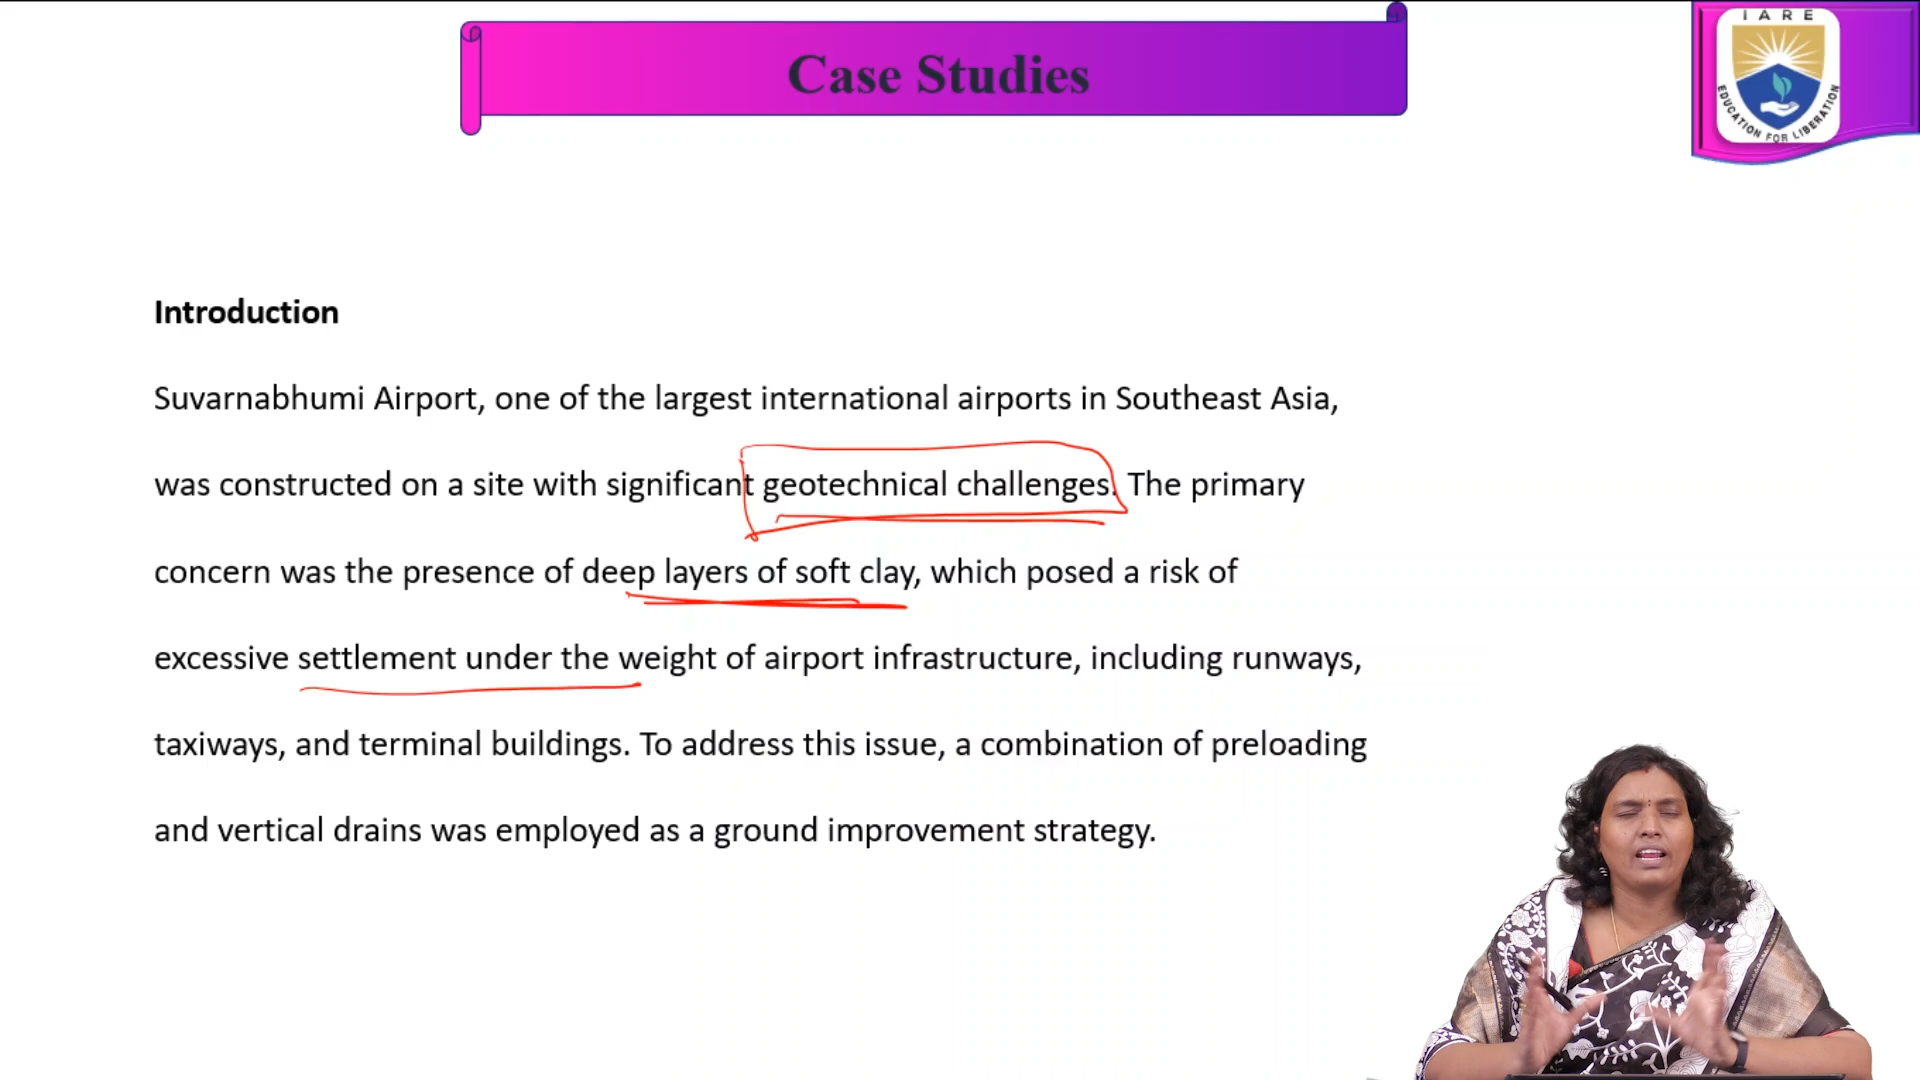 Case Studies
IARE
EDUCATION FOR LIBERATION
Introduction
Suvarnabhumi Airport, one of the largest international airports in Southeast Asia,
was constructed on a site with significant geotechnical challenges. The primary
concern was the presence of deep layers of soft clay, which posed a risk of
excessive settlement under the weight of airport infrastructure, including runways,
taxiways, and terminal buildings. To address this issue, a combination of preloading
and vertical drains was employed as a ground improvement strategy.